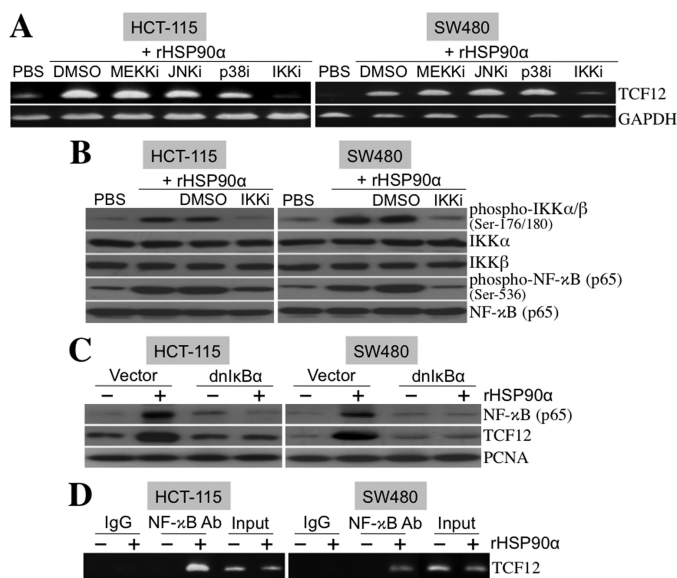 A
HCT-115 SW480
+ rHSP90α + rHSP90α
PBS DMSO MEKKi JNKi p38i IKKi PBS DMSO MEKKi JNKi p38i IKKi
TCF12
GAPDH
B
HCT-115 SW480
+ rHSP90α + rHSP90α
PBS DMSO IKKi PBS DMSO IKKi
phospho-IKKα/β
(Ser-176/180)
IKKα
IKKβ
phospho-NF-κB (p65)
(Ser-536)
NF-κB (p65)
C
HCT-115 SW480
Vector dnIκBα Vector dnIκBα
− + − + − + − + rHSP90α
NF-κB (p65)
TCF12
PCNA
D
HCT-115 SW480
IgG NF-κB Ab Input IgG NF-κB Ab Input
− + − + − + − + − + − + rHSP90α
TCF12